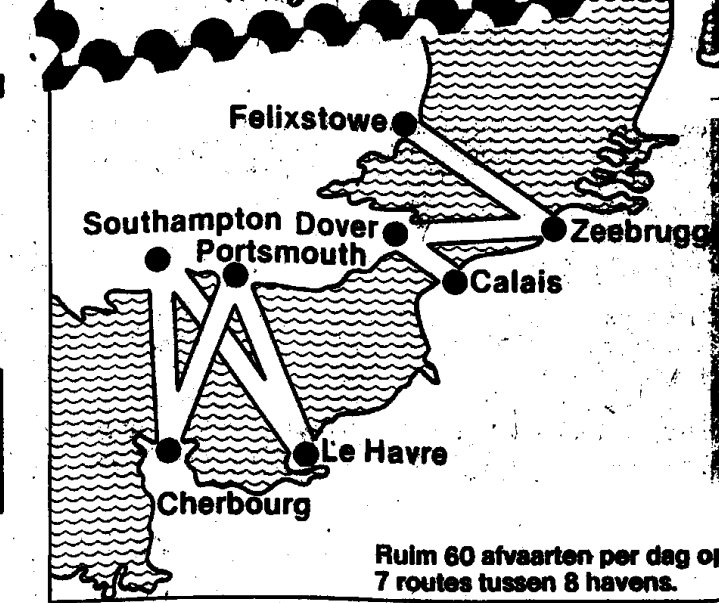 Felixstowe
Southampton Dover
Portsmouth
Zeebrugg
Calais
Le Havre
Cherbourg
Ruim 60 afvaarten per dag op
7 routes tussen 8 havens.